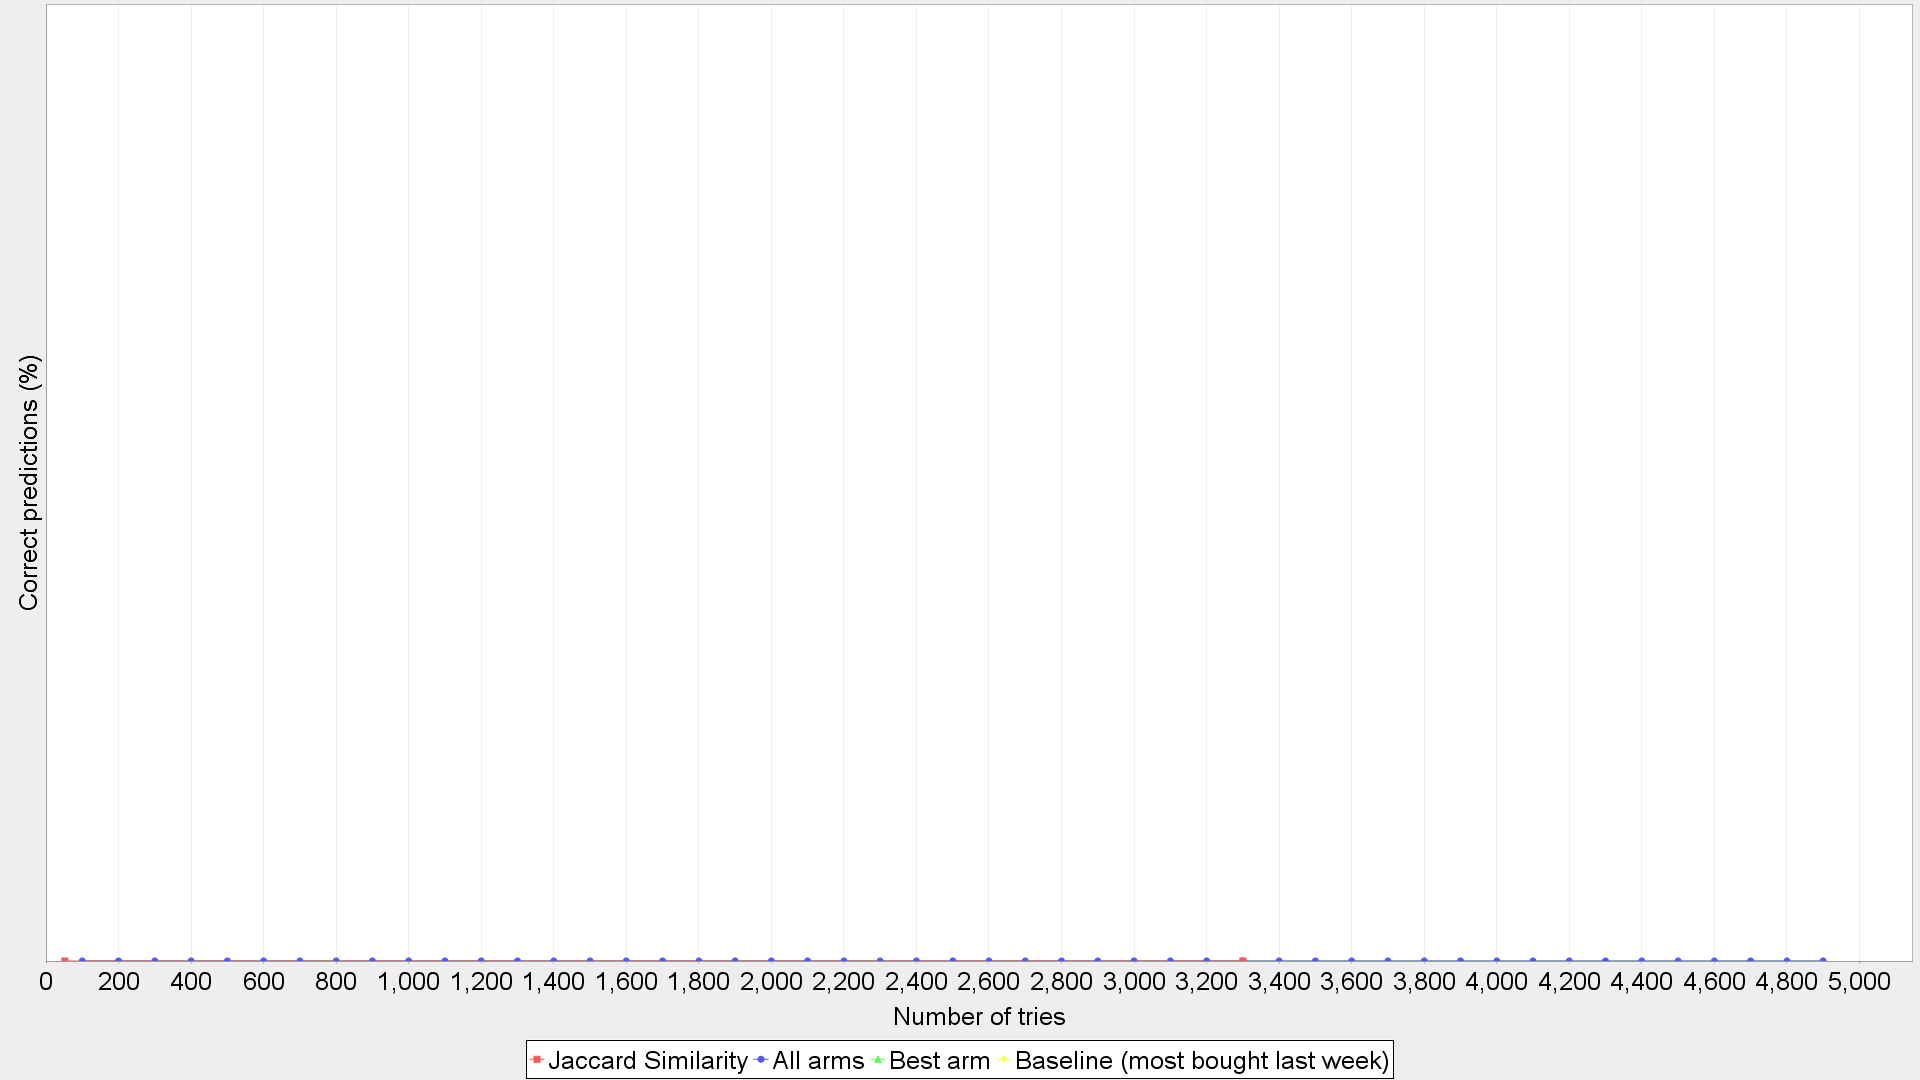 Correct predictions (%)
0 200 400 600 800 1,000 1,200 1,400 1,600 1,800 2,000 2,200 2,400 2,600 2,800 3,000 3,200 3,400 3,600 3,800 4,000 4,200 4,400 4,600 4,800 5,000
Number of tries
Jaccard Similarity All arms Best arm Baseline (most bought last week)